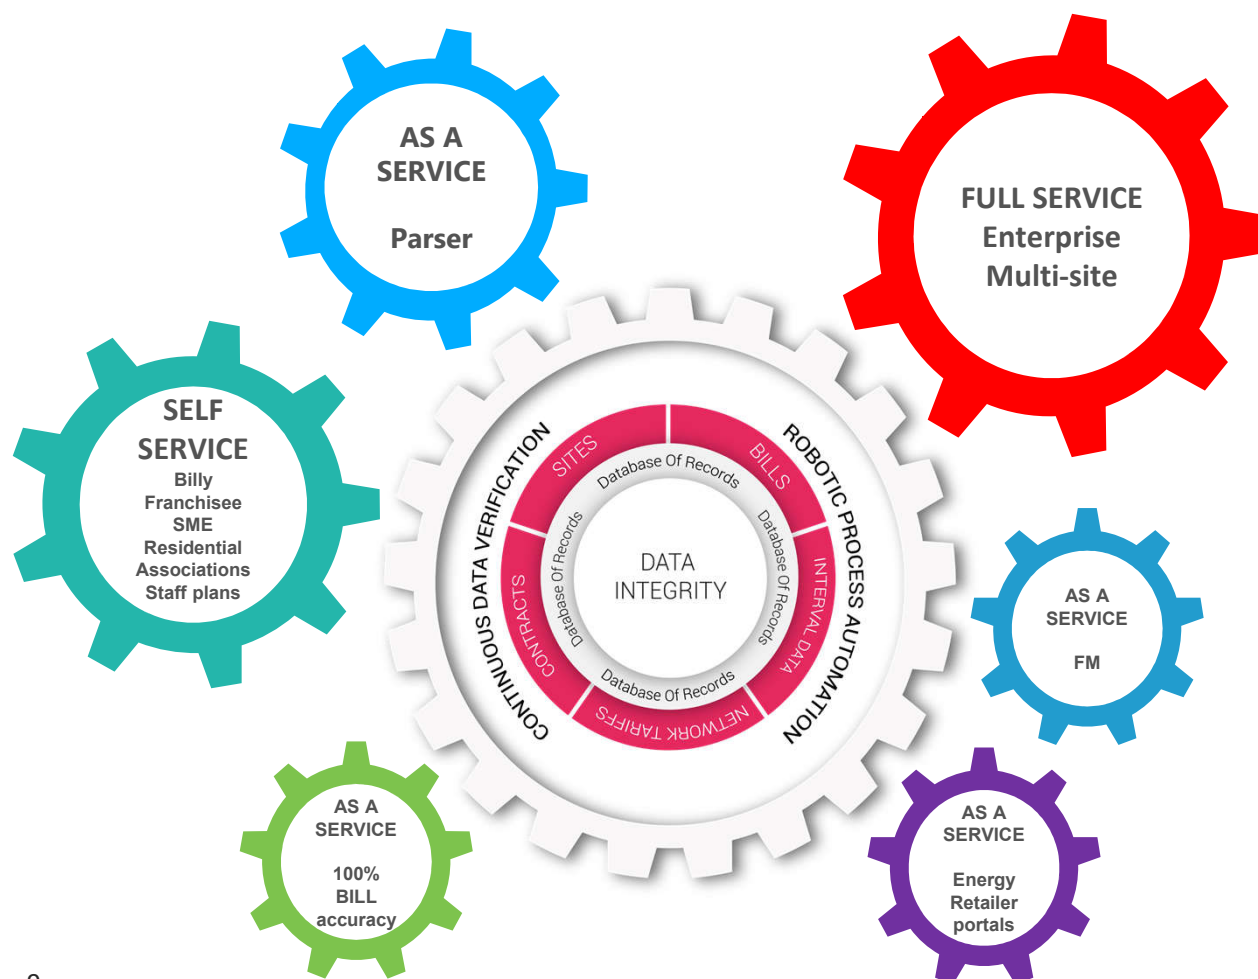 AS A
SERVICE
Parser
FULL SERVICE
Enterprise
Multi-site
SELF
SERVICE
Billy
Franchisee
SME
Residential
Associations
Staff plans
CONTINUOUS DATA VERIFICATION
ROBOTIC PROCESS AUTOMATION
SITES
BILLS
CONTRACTS
INTERVAL DATA
NETWORK TARIFFS
Database Of Records
Database Of Records
Database Of Records
Database Of Records
DATA
INTEGRITY
AS A
SERVICE
FM
AS A
SERVICE
100%
BILL
accuracy
AS A
SERVICE
Energy
Retailer
portals